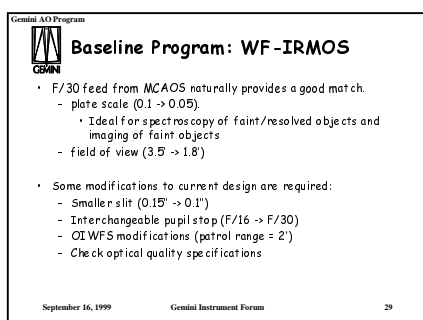 Gemini AO Program
GEMINI
Baseline Program: WF-IRMOS
• F/30 feed from MCAOS naturally provides a good match.
– plate scale (0.1 -> 0.05).
• Ideal for spectroscopy of faint/resolved objects and
imaging of faint objects
– field of view (3.5' -> 1.8')
• Some modifications to current design are required:
– Smaller slit (0.15" -> 0.1")
– Interchangeable pupil stop (F/16 -> F/30)
– OIWFS modifications (patrol range = 2')
– Check optical quality specifications
September 16, 1999 Gemini Instrument Forum 29